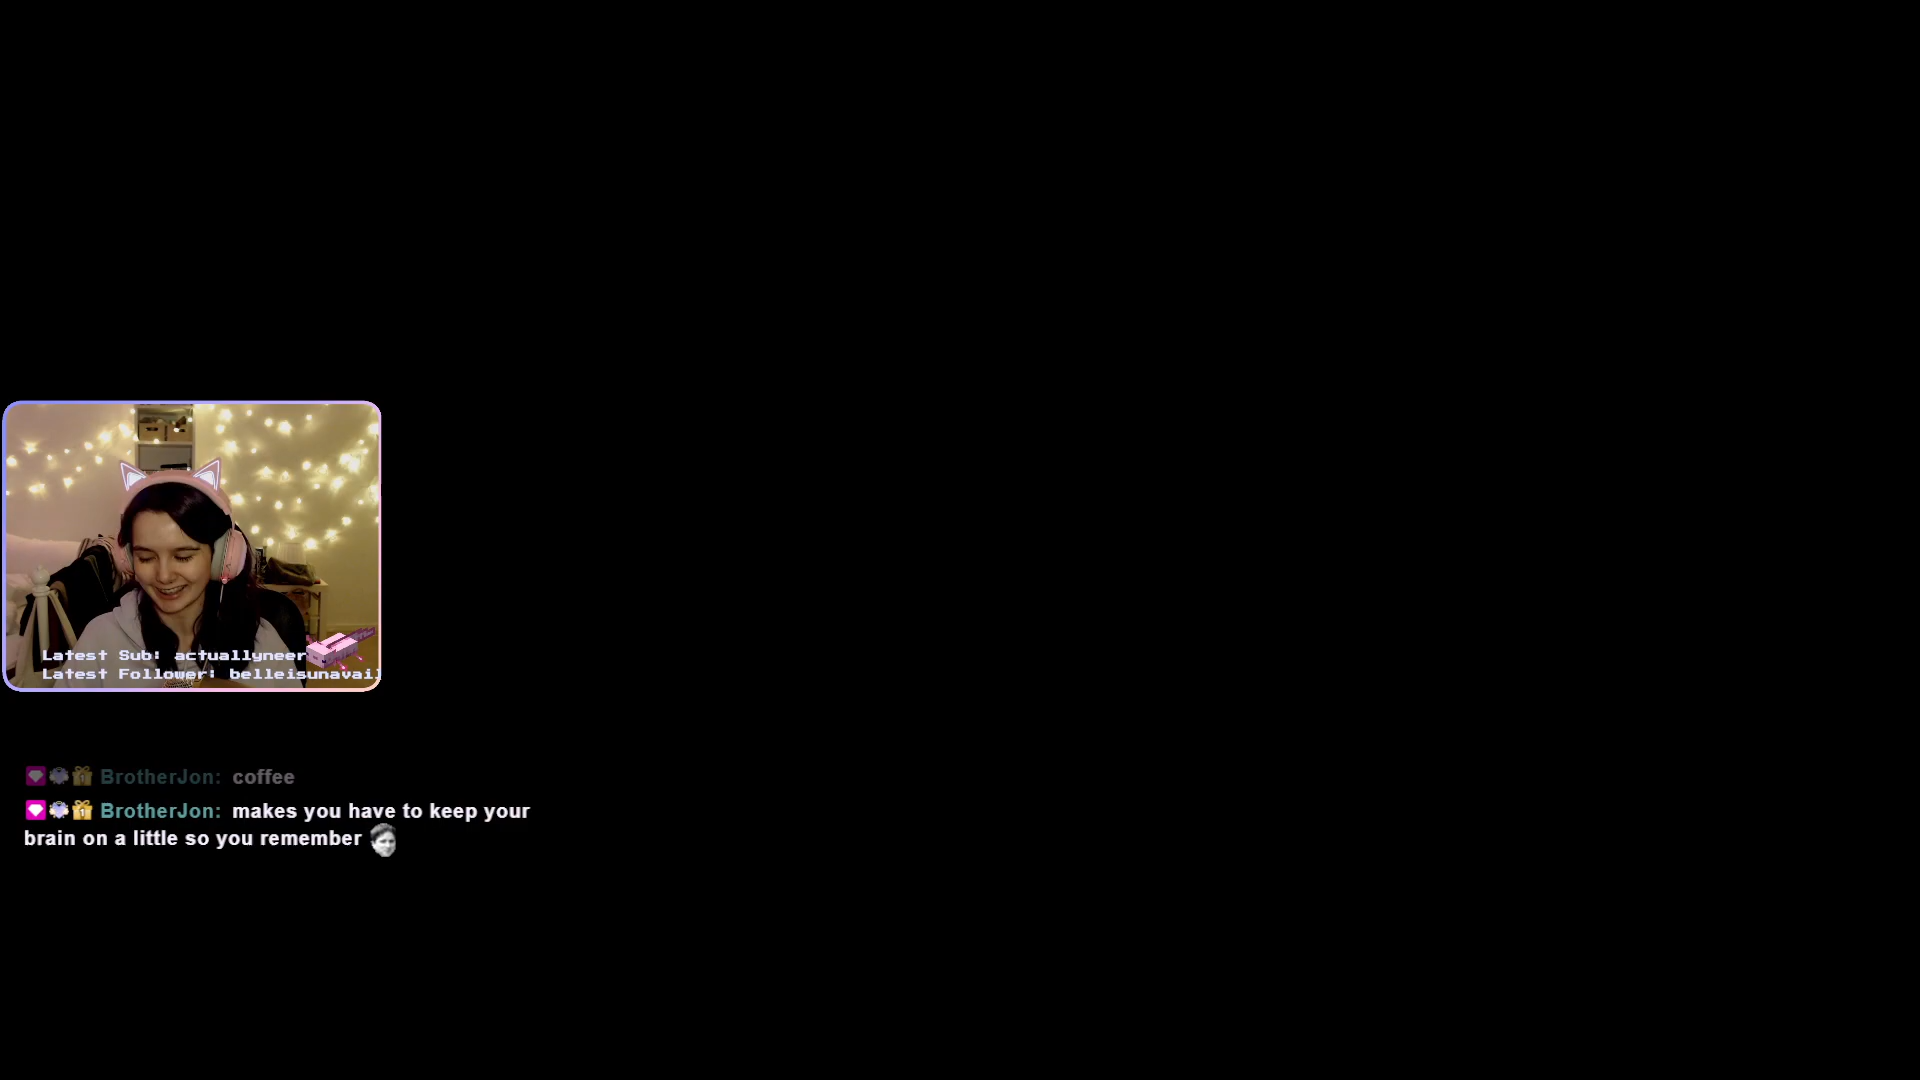 Latest Sub: actuallyneer
Latest Follower: belleisunavail
BrotherJon: coffee
BrotherJon: makes you have to keep your
brain on a little so you remember